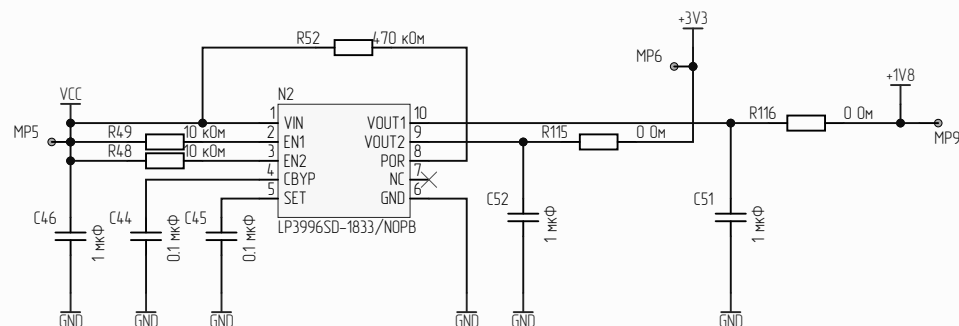 +3V3
R52 470 кОм
MP6
+1V8
VCC
N2
1 VIN VOUT1 10
R116 0 Ом
MP9
MP5
R49 10 кОм 2 EN1 VOUT2 9
R115 0 Ом
R48 10 кОм 3 EN2 POR 8
4 CBYP NC 7
5 SET GND 6
C46 1 мкФ
C44 0.1 мкФ
C45 0.1 мкФ
LP3996SD-1833/NOPB
C52 1 мкФ
C51 1 мкФ
GND GND GND GND GND GND